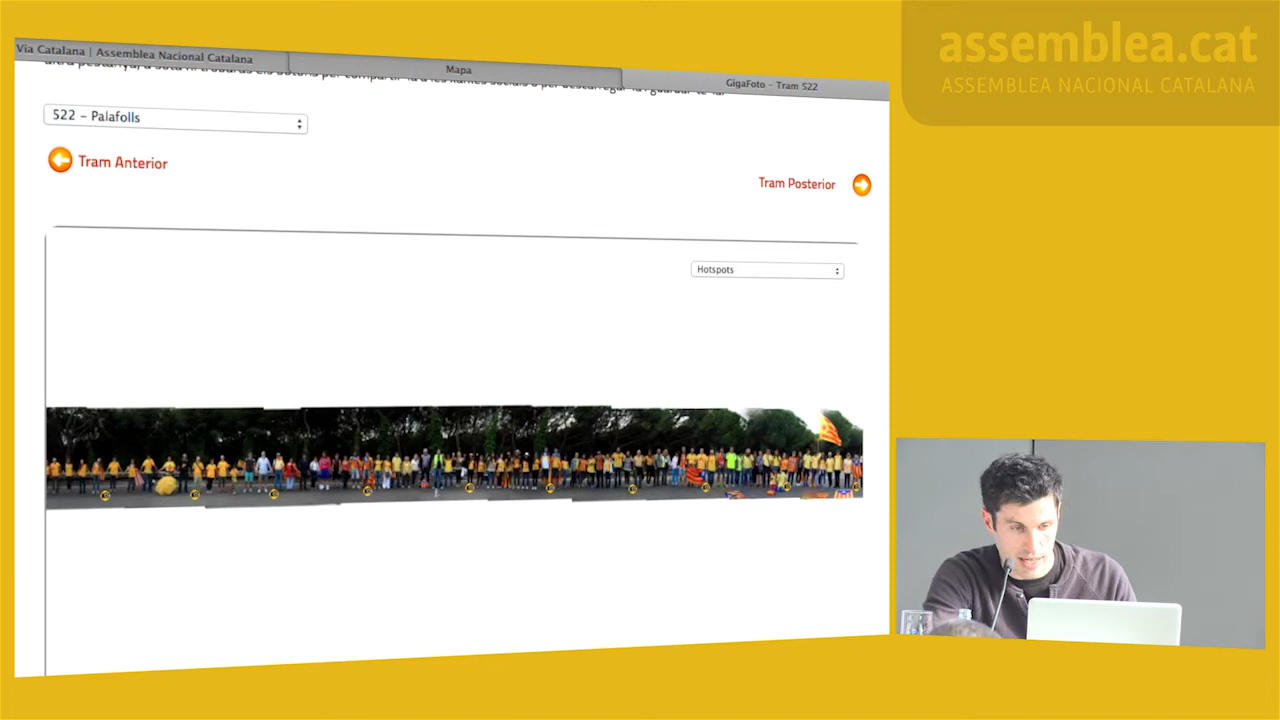 assemblea.cat
ASSEMBLEA NACIONAL CATALANA
Via Catalana | Assemblea Nacional Catalana
Mapa
GigaFoto - Tram 522
522 - Palafolls
Tram Anterior
Tram Posterior
Hotspots